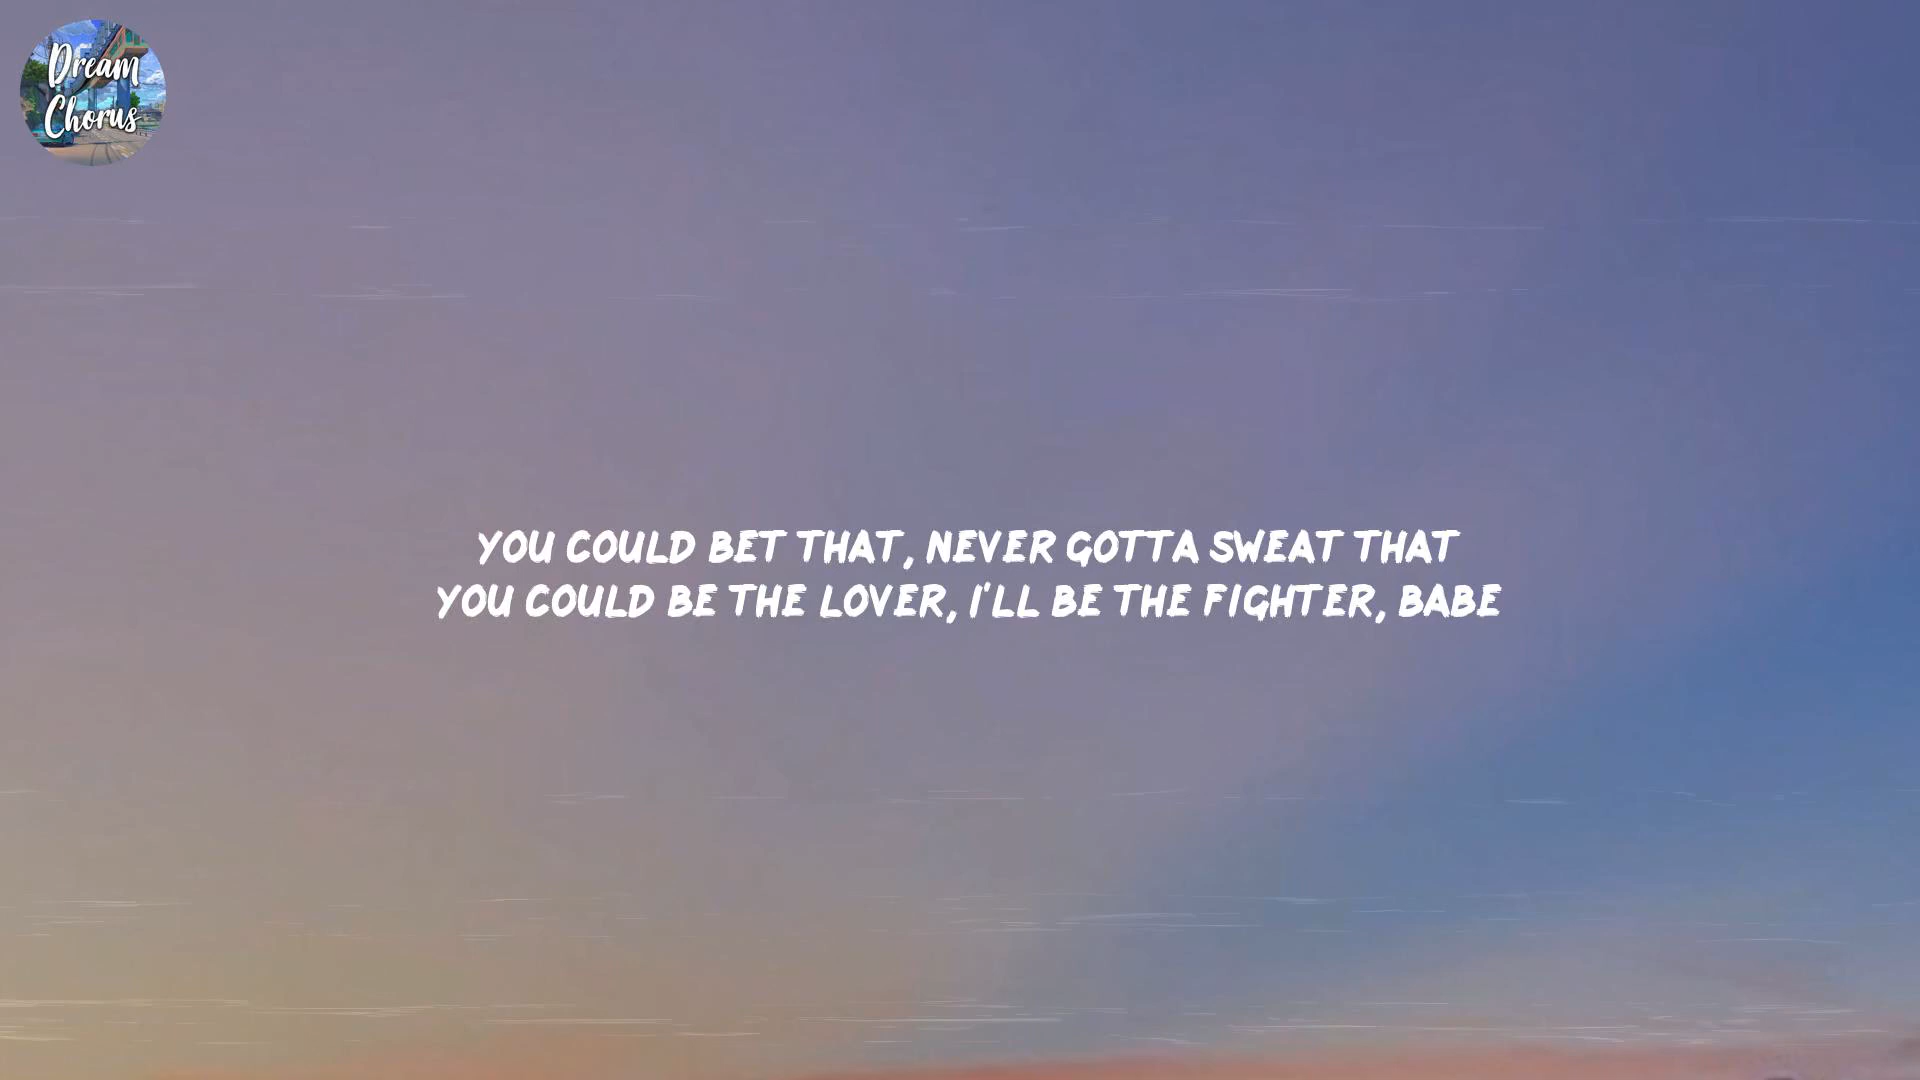 Dream
Chorus
YOU COULD BET THAT, NEVER GOTTA SWEAT THAT
YOU COULD BE THE LOVER, I'LL BE THE FIGHTER, BABE